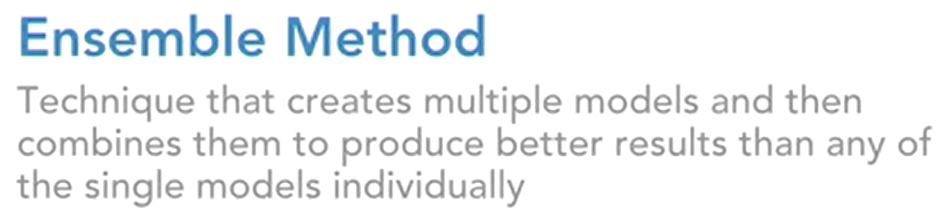 Ensemble Method
Technique that creates multiple models and then
combines them to produce better results than any of
the single models individually